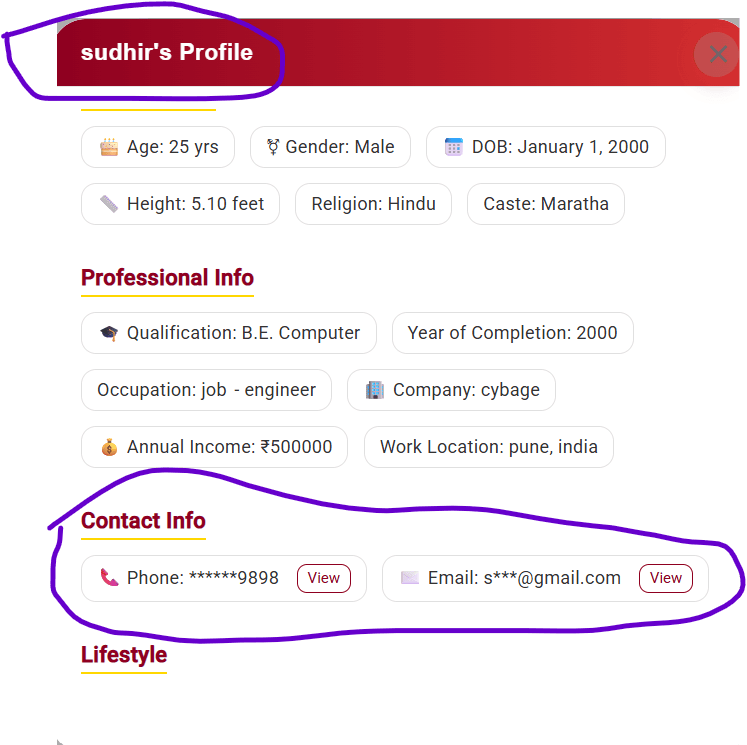 sudhir's Profile
Age: 25 yrs Gender: Male DOB: January 1, 2000
Height: 5.10 feet Religion: Hindu Caste: Maratha
Professional Info
Qualification: B.E. Computer Year of Completion: 2000
Occupation: job - engineer Company: cybage
Annual Income: ₹500000 Work Location: pune, india
Contact Info
Phone: ******9898 View Email: s***@gmail.com View
Lifestyle